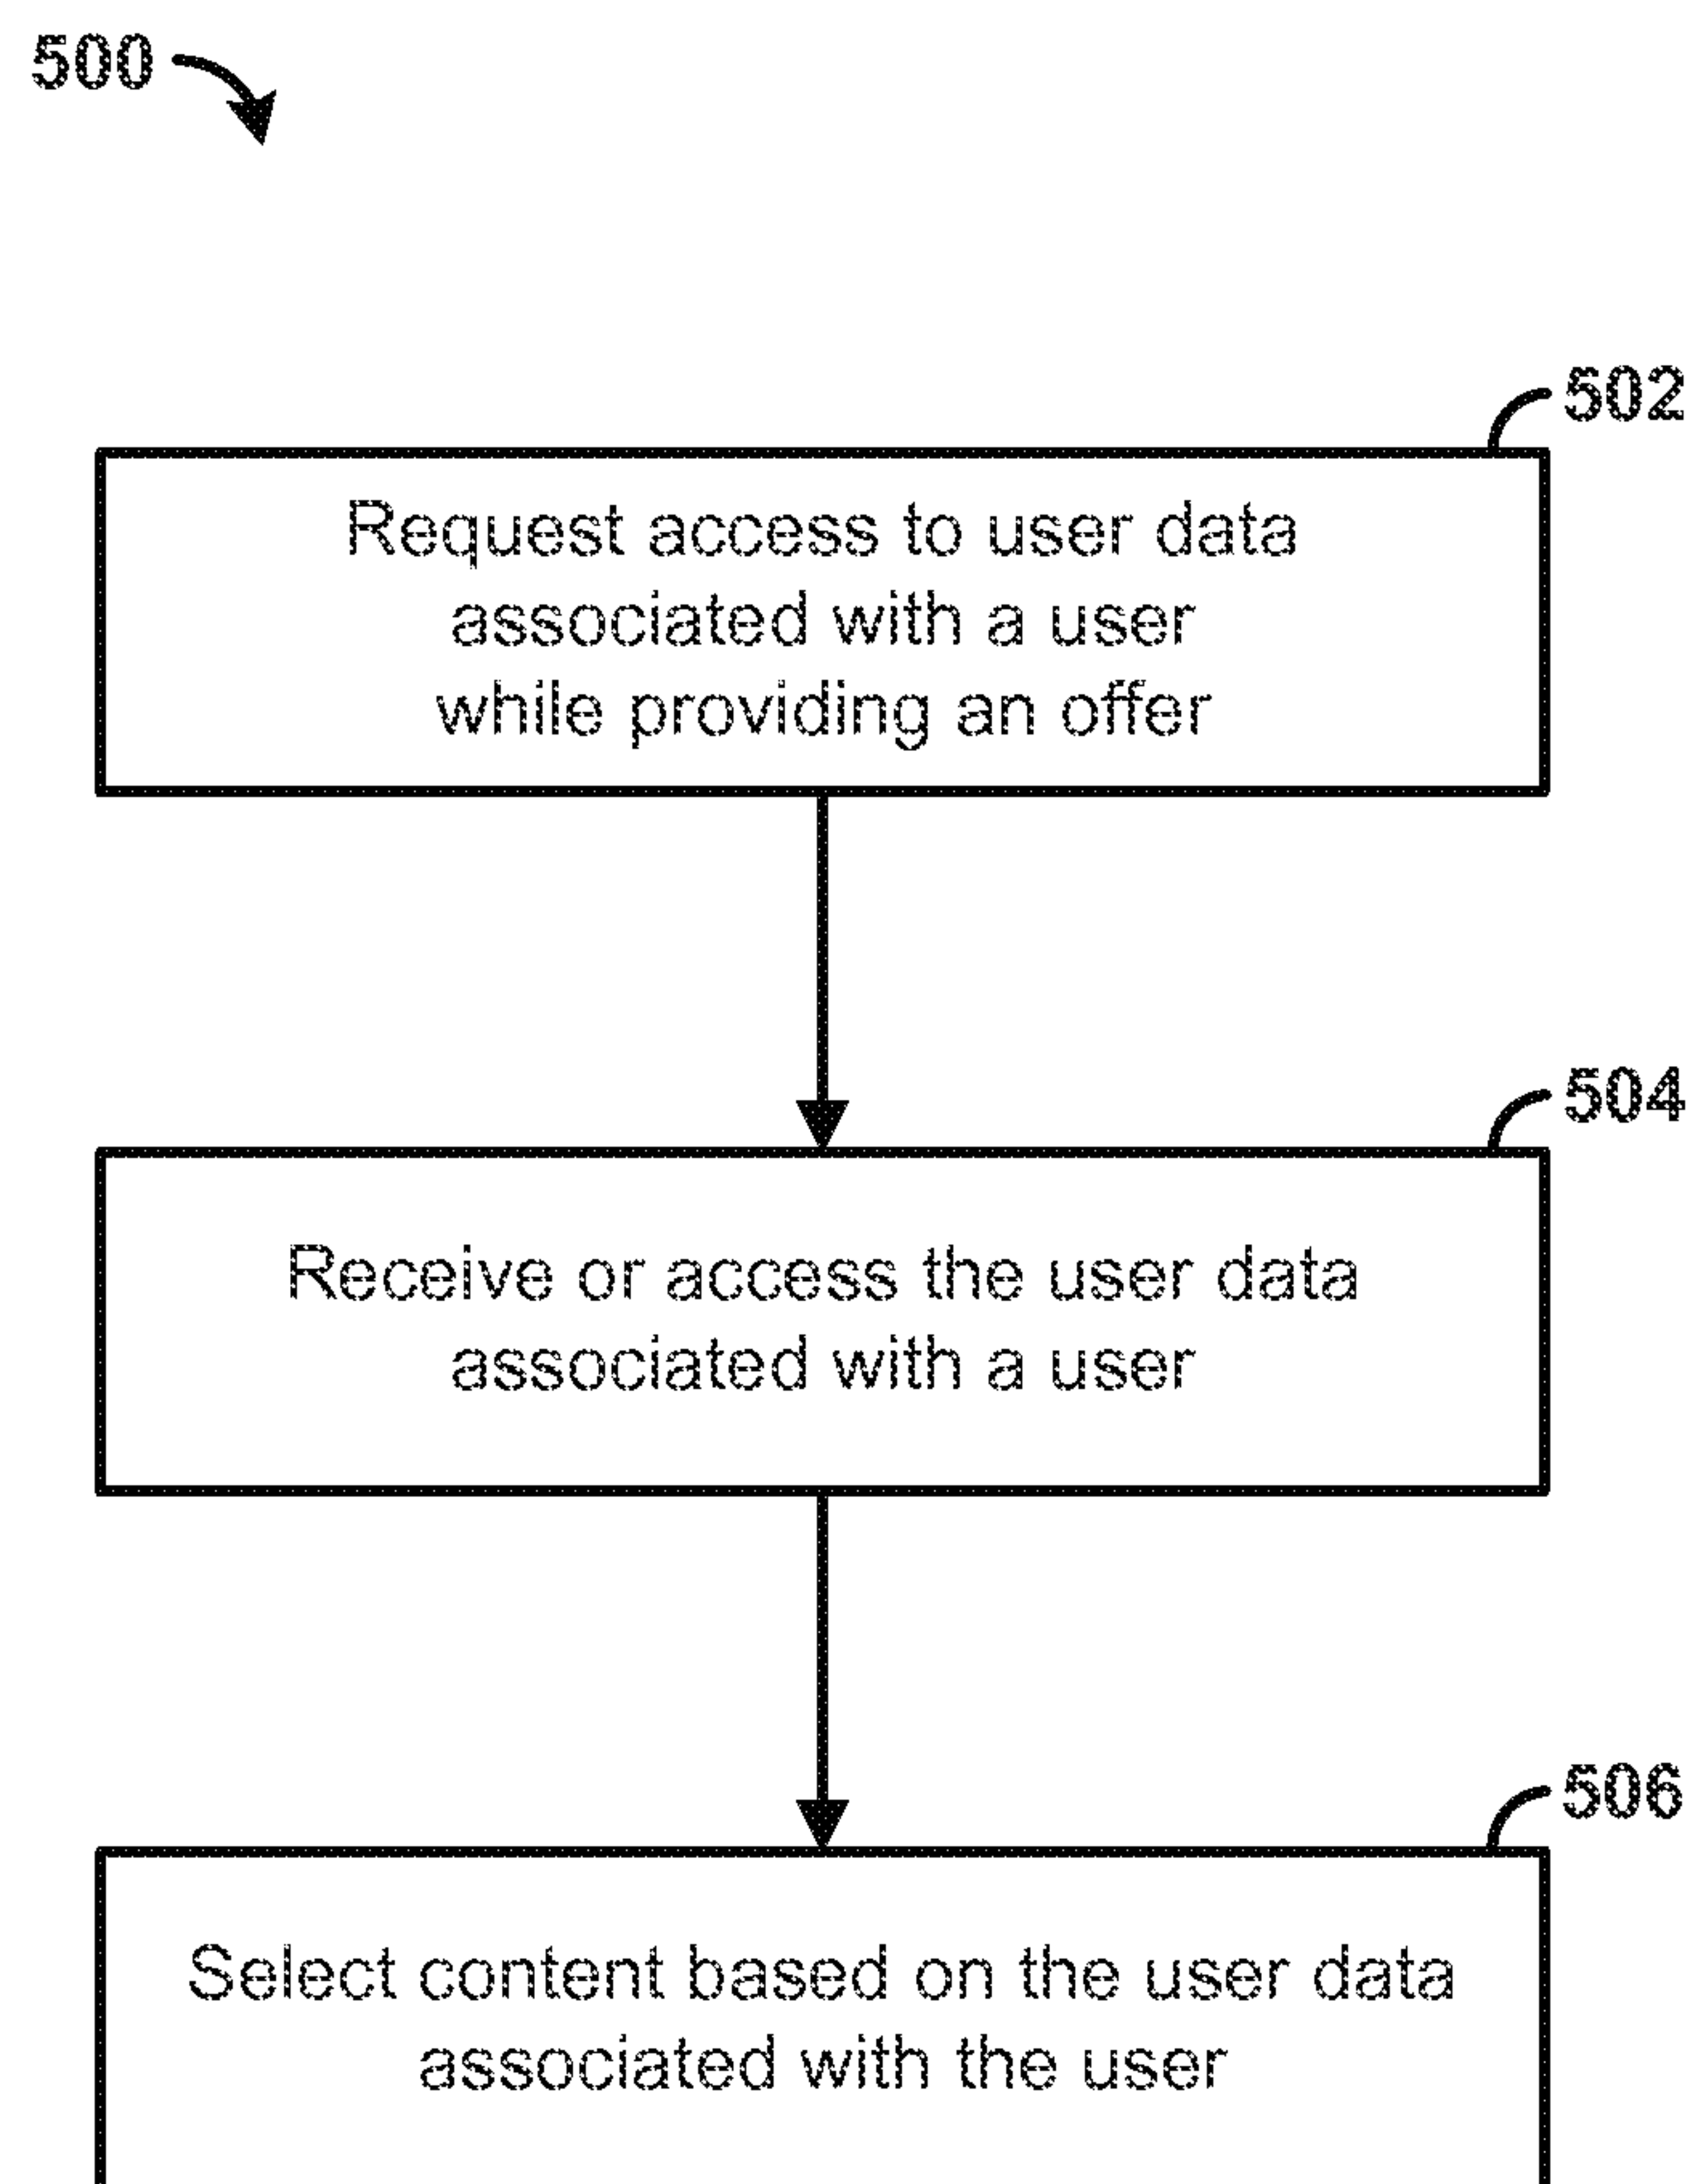 500
502
Request access to user data
associated with a user
while providing an offer
504
Receive or access the user data
associated with a user
506
Select content based on the user data
associated with the user